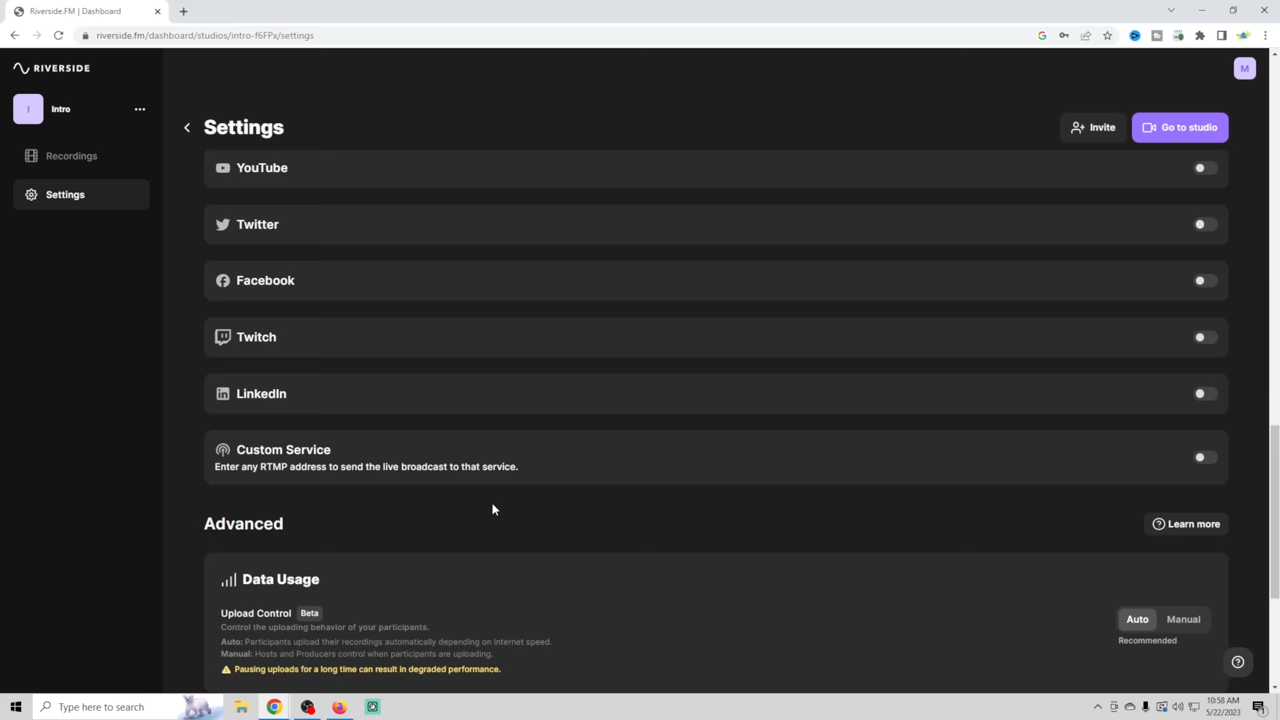 Riverside.FM | Dashboard
riverside.fm/dashboard/studios/intro-f6FPx/settings
RIVERSIDE
M
I
Intro
Settings
Invite
Go to studio
Recordings
Settings
YouTube
Twitter
Facebook
Twitch
LinkedIn
Custom Service
Enter any RTMP address to send the live broadcast to that service.
Advanced
Learn more
Data Usage
Upload Control Beta
Control the uploading behavior of your participants.
Auto: Participants upload their recordings automatically depending on internet speed.
Manual: Hosts and Producers control when participants are uploading.
Pausing uploads for a long time can result in degraded performance.
Auto
Manual
Recommended
Type here to search
10:58 AM
5/22/2023